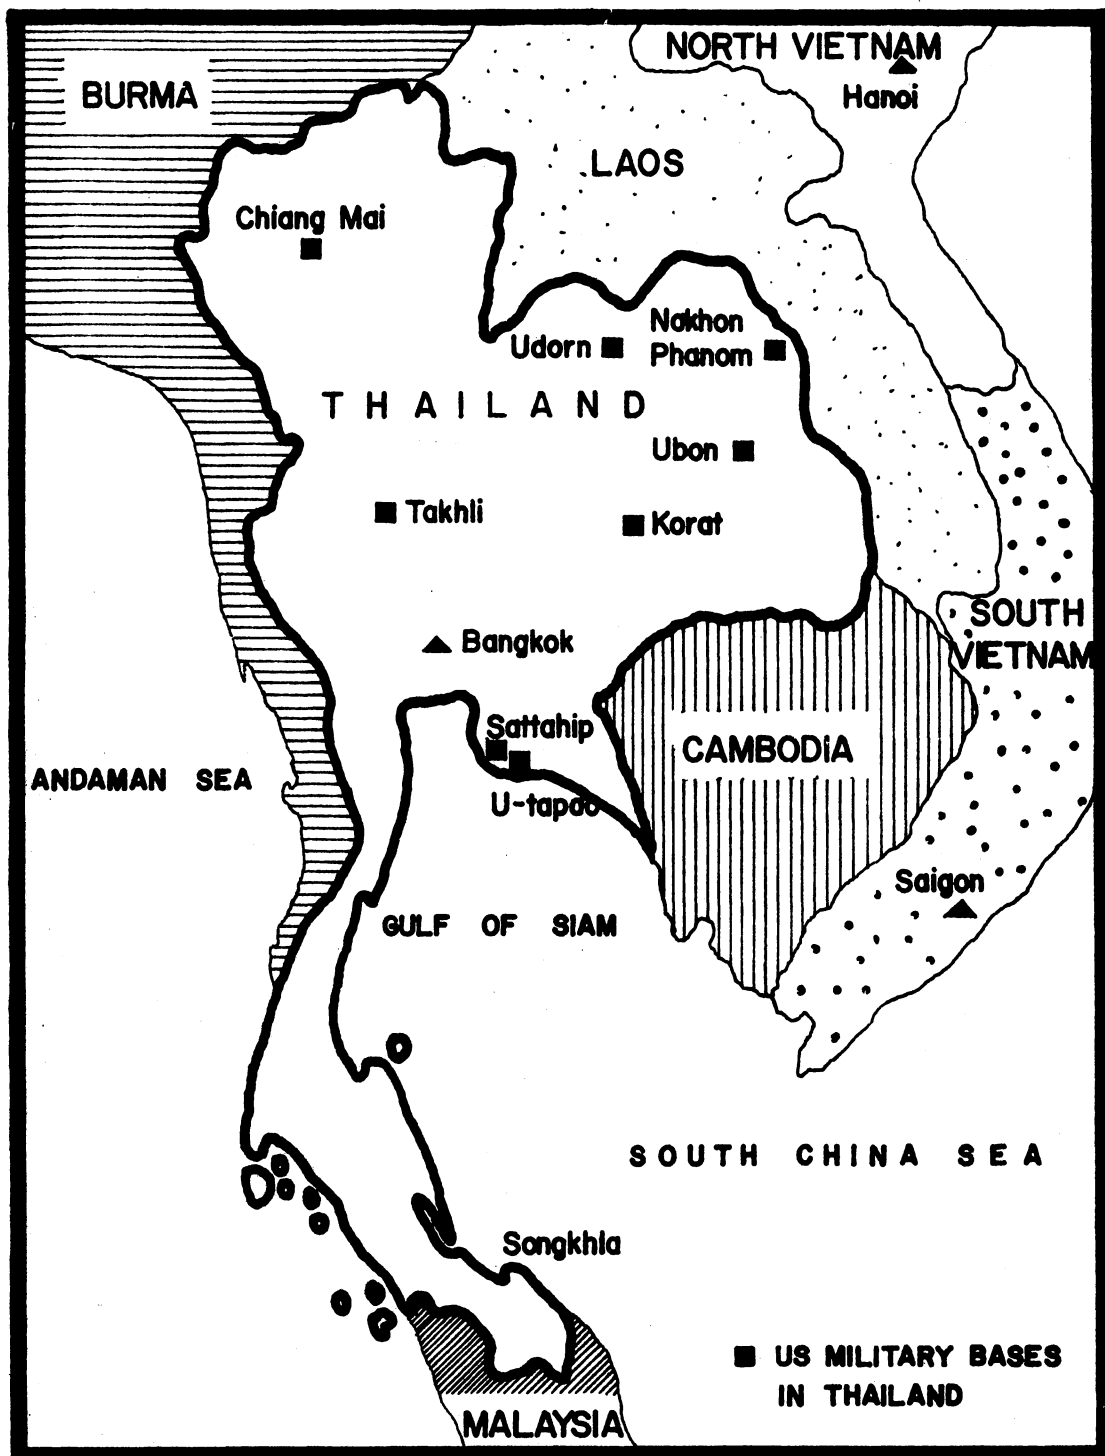 NORTH VIETNAM
Hanoi
BURMA
LAOS
Chiang Mai
Nakhon
Phanom
Udorn
THAILAND
Ubon
Takhli
Korat
SOUTH
VIETNAM
Bangkok
Sattahip
CAMBODIA
ANDAMAN SEA
U-tapao
Saigon
GULF OF SIAM
SOUTH CHINA SEA
Songkhla
US MILITARY BASES
IN THAILAND
MALAYSIA